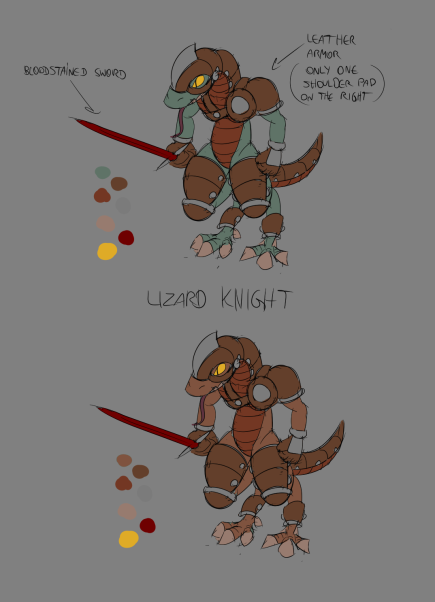 LEATHER
ARMOR
(ONLY ONE
SHOULDER PAD
ON THE RIGHT)
BLOODSTAINED SWORD
LIZARD KNIGHT